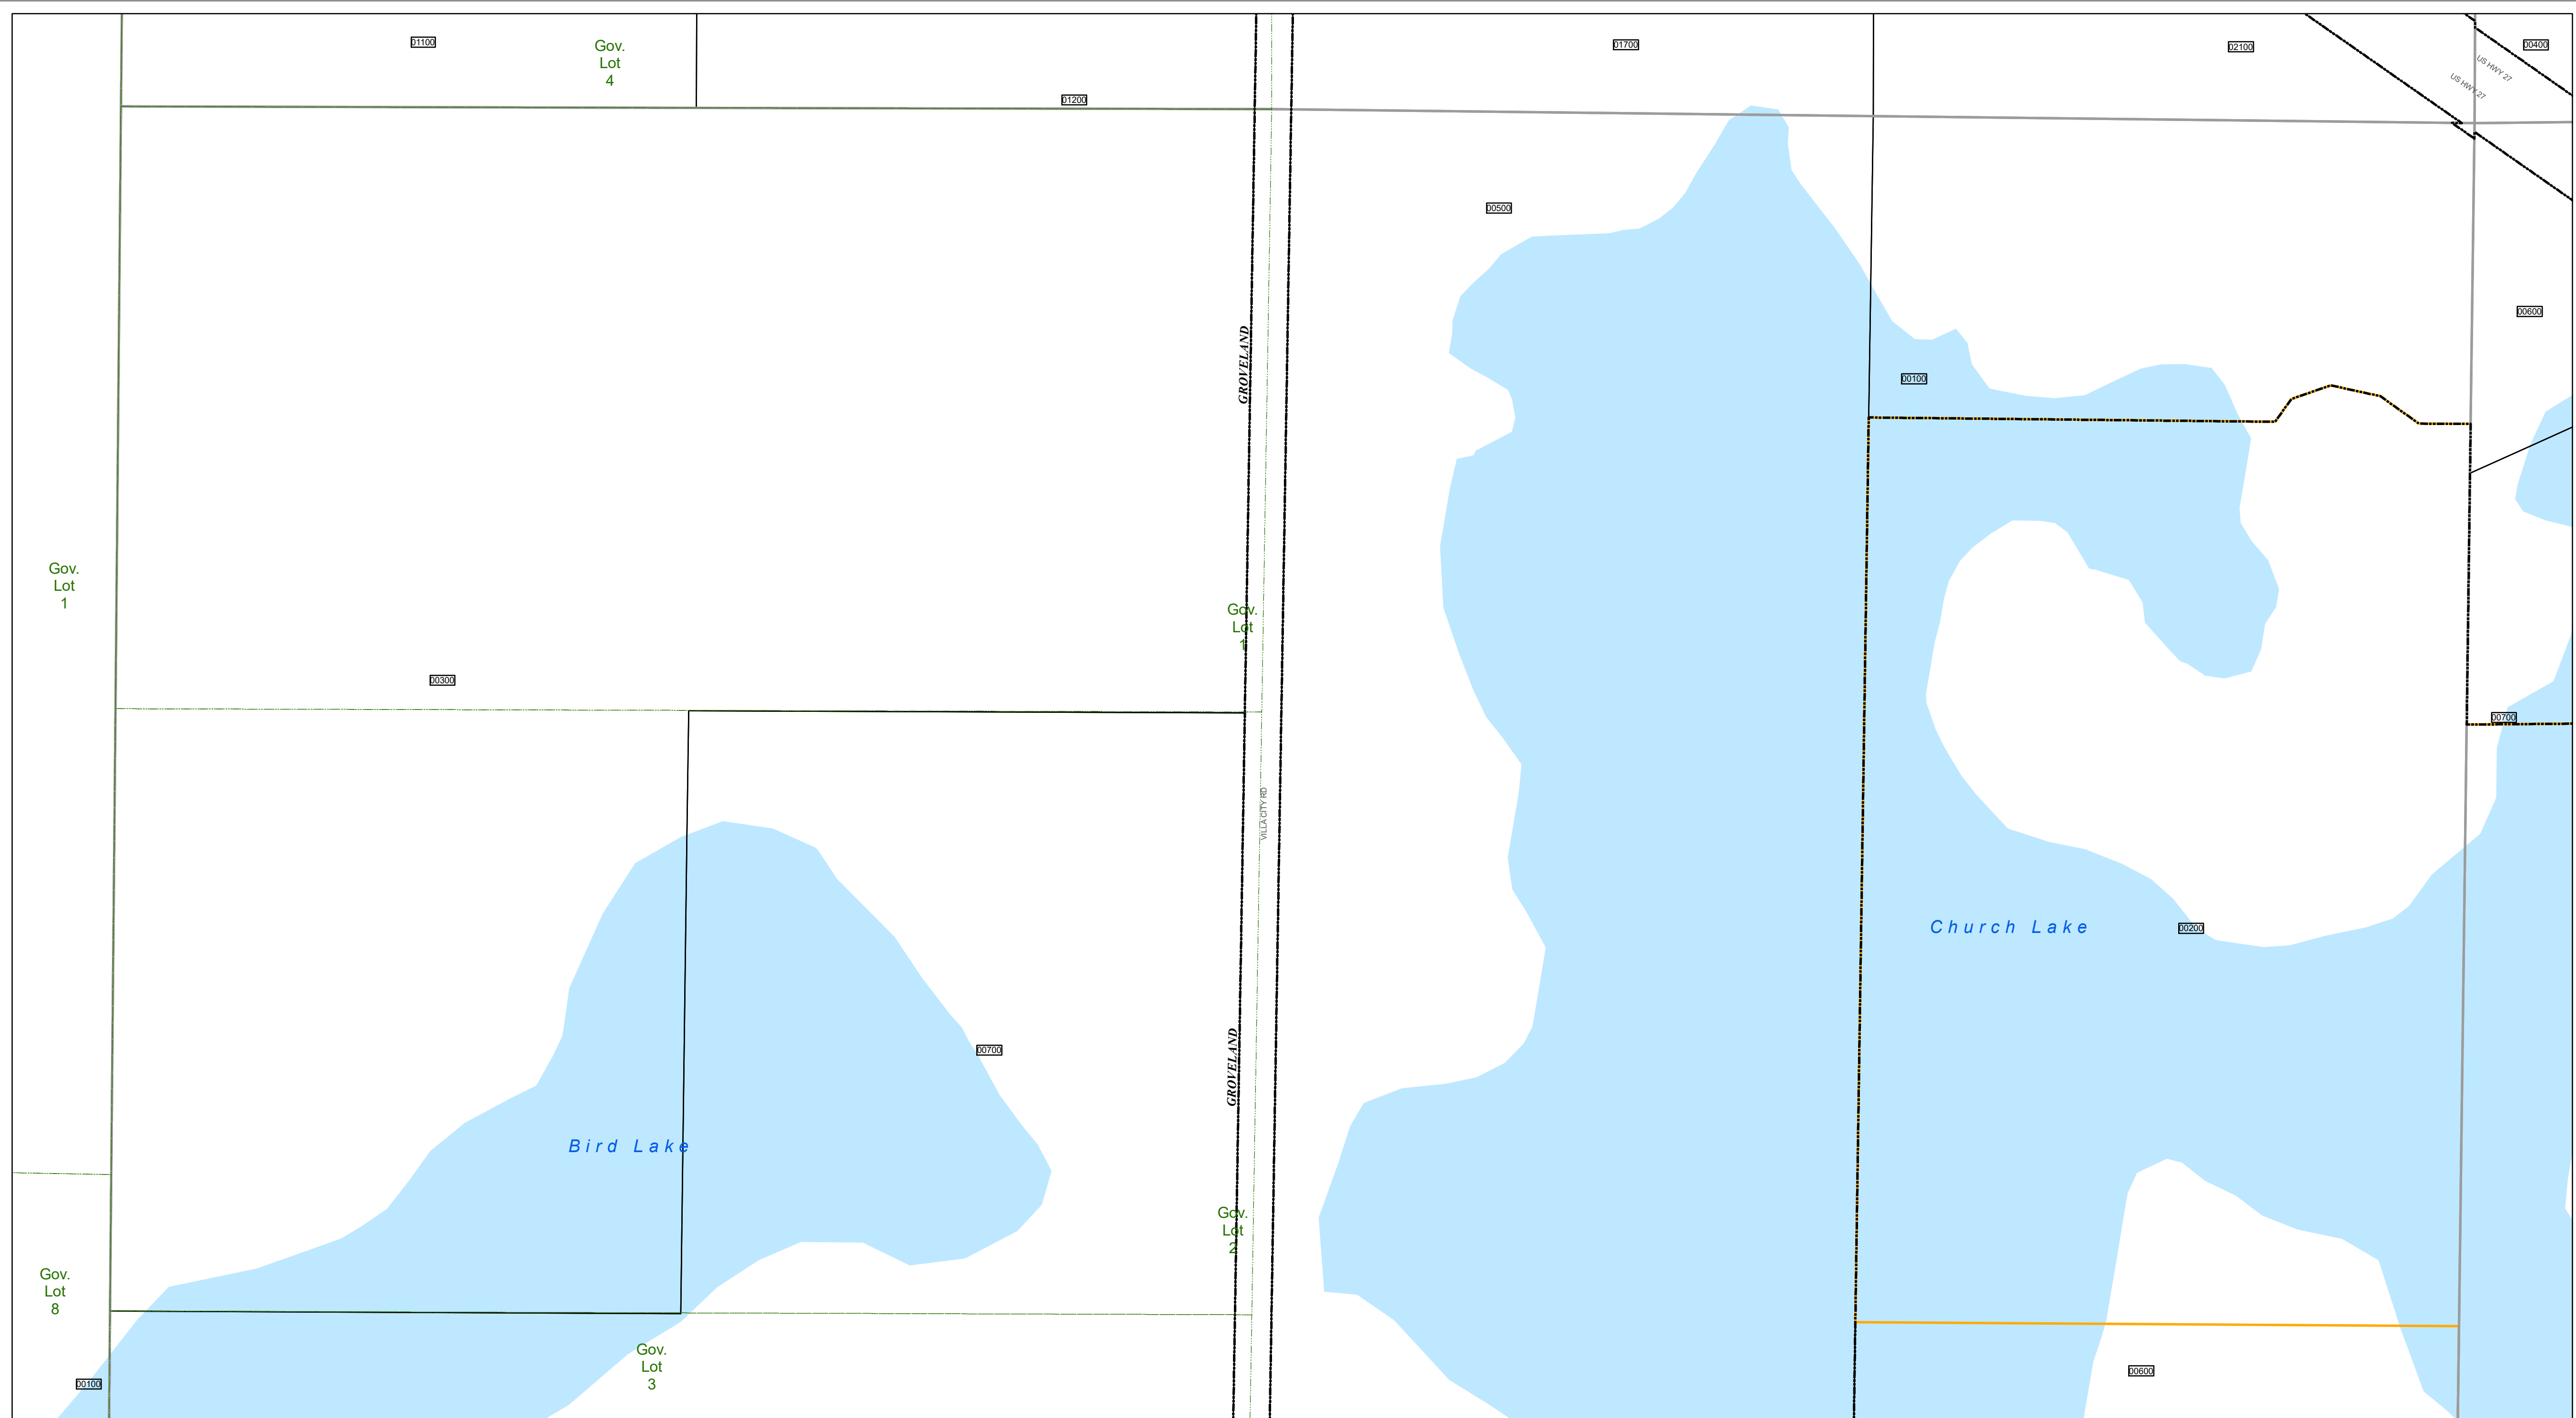 01100
Gov.
Lot
4
01200
01700
02100
00400
US HWY 27
US HWY 27
00500
00600
GROVELAND
00100
Gov.
Lot
1
Gov.
Lot
1
00300
00700
VILLA CITY RD
Church Lake
00200
GROVELAND
00700
Bird Lake
Gov.
Lot
2
Gov.
Lot
8
Gov.
Lot
3
00100
00600